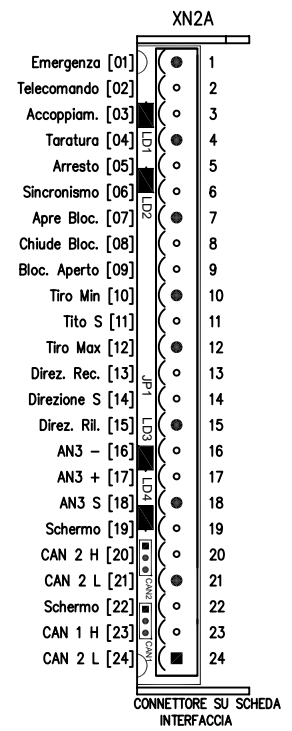 XN2A
Emergenza [01] 1
Telecomando [02] 2
Accoppiam. [03] 3
Taratura [04] LD1 4
Arresto [05] 5
Sincronismo [06] LD2 6
Apre Bloc. [07] 7
Chiude Bloc. [08] 8
Bloc. Aperto [09] 9
Tiro Min [10] 10
Tito S [11] 11
Tiro Max [12] 12
Direz. Rec. [13] JP1 13
Direzione S [14] 14
Direz. Ril. [15] LD3 15
AN3 - [16] 16
AN3 + [17] LD4 17
AN3 S [18] 18
Schermo [19] 19
CAN 2 H [20] 20
CAN 2 L [21] CAN2 21
Schermo [22] 22
CAN 1 H [23] 23
CAN 2 L [24] CAN1 24
CONNETTORE SU SCHEDA
INTERFACCIA